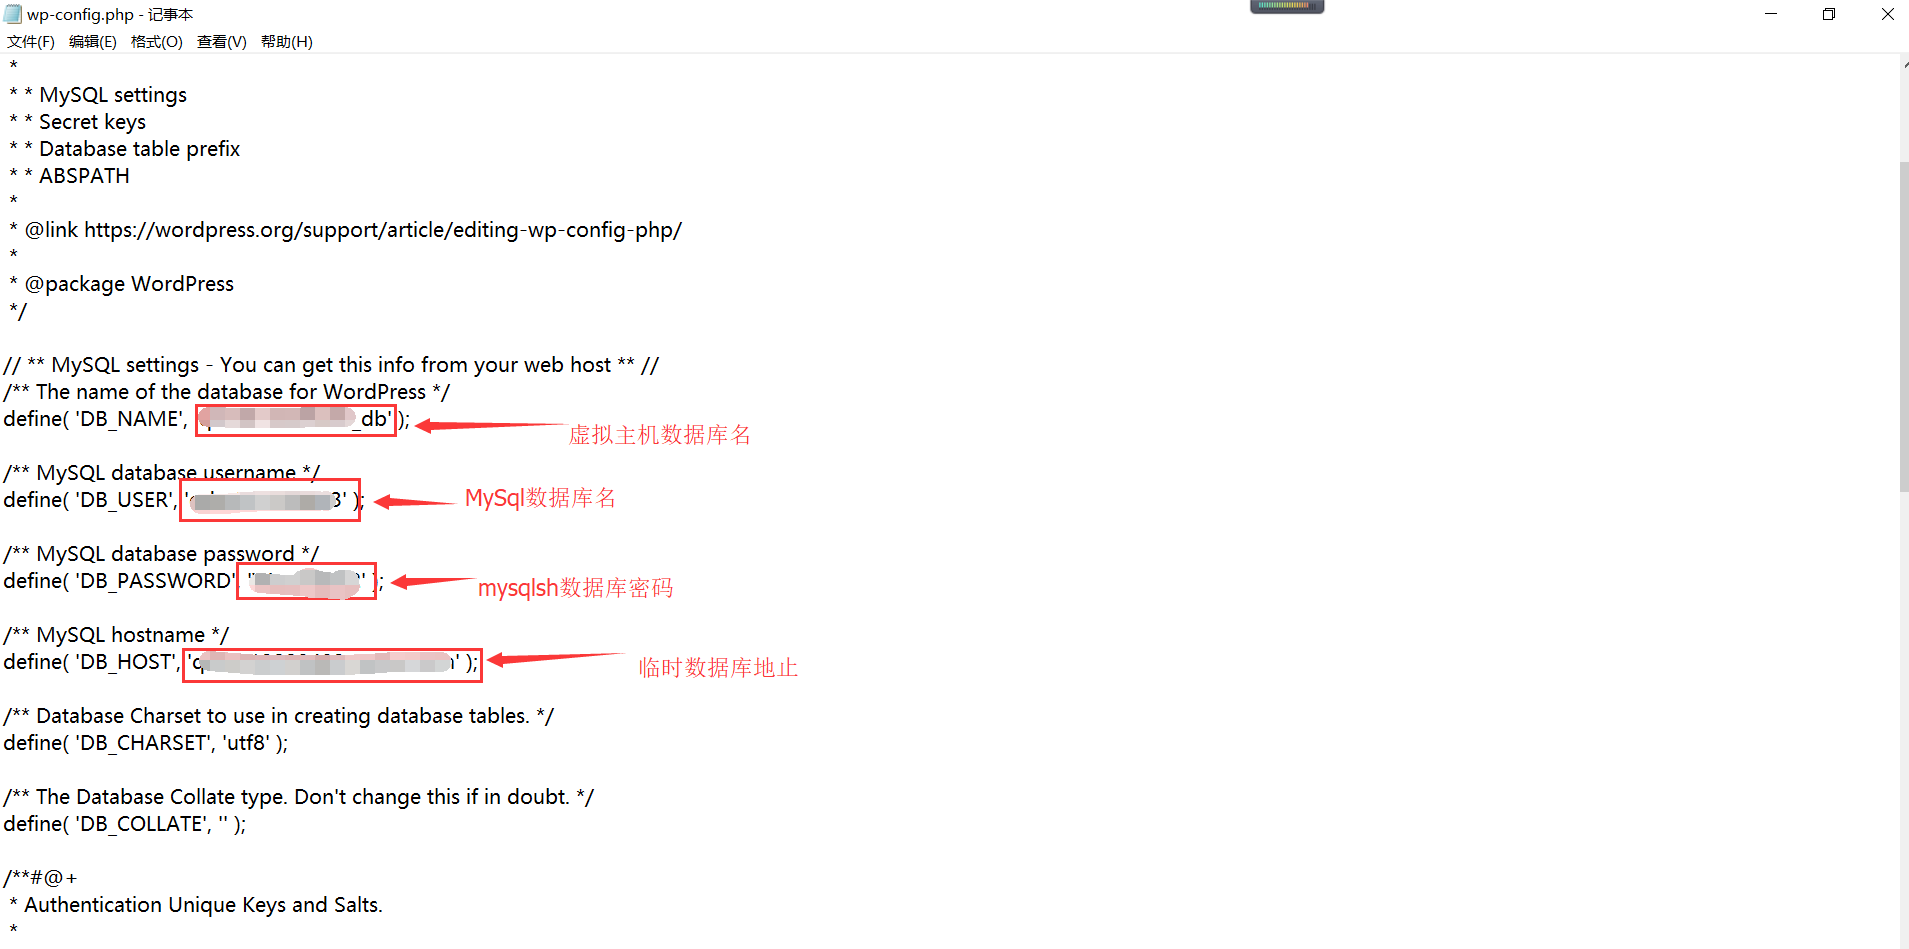 wp-config.php - 记事本
文件(F) 编辑(E) 格式(O) 查看(V) 帮助(H)
*
* * MySQL settings
* * Secret keys
* * Database table prefix
* * ABSPATH
*
* @link https://wordpress.org/support/article/editing-wp-config-php/
*
* @package WordPress
*/
// ** MySQL settings - You can get this info from your web host ** //
/** The name of the database for WordPress */
define( 'DB_NAME', _db' );
虚拟主机数据库名
/** MySQL database username */
define( 'DB_USER', 3' );
MySql数据库名
/** MySQL database password */
define( 'DB_PASSWORD' ' );
mysqlsh数据库密码
/** MySQL hostname */
define( 'DB_HOST', 'q ' );
临时数据库地止
/** Database Charset to use in creating database tables. */
define( 'DB_CHARSET', 'utf8' );
/** The Database Collate type. Don't change this if in doubt. */
define( 'DB_COLLATE', '' );
/**#@+
* Authentication Unique Keys and Salts.
*